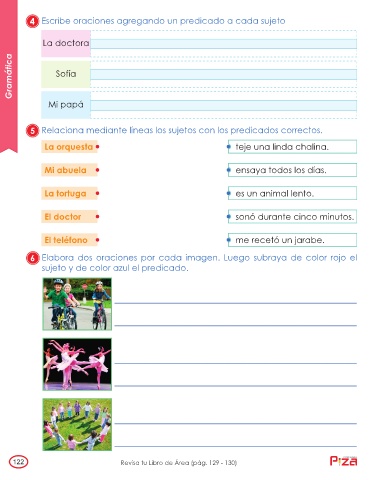 4 Escribe oraciones agregando un predicado a cada sujeto
La doctora
Sofía
Mi papá
Gramática
5 Relaciona mediante líneas los sujetos con los predicados correctos.
La orquesta • • teje una linda chalina.
Mi abuela • • ensaya todos los días.
La tortuga • • es un animal lento.
El doctor • • sonó durante cinco minutos.
El teléfono • • me recetó un jarabe.
6 Elabora dos oraciones por cada imagen. Luego subraya de color rojo el
sujeto y de color azul el predicado.
122
Revisa tu Libro de Área (pág. 129 - 130)